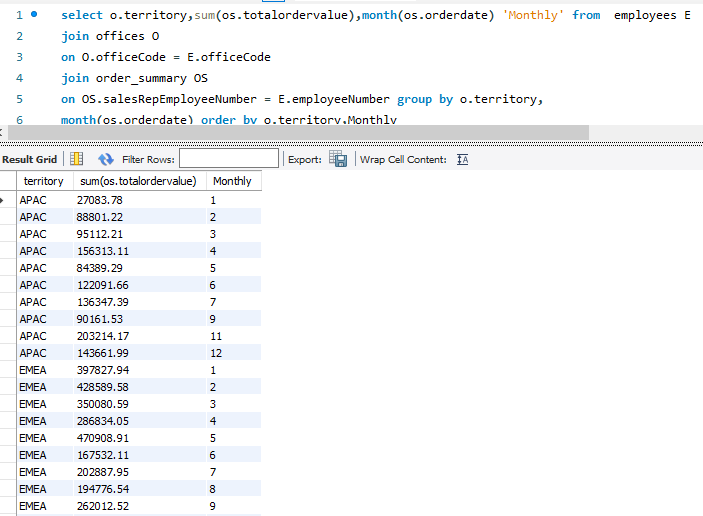 1 select o.territory,sum(os.totalordervalue),month(os.orderdate) 'Monthly' from employees E
2 join offices O
3 on O.officeCode = E.officeCode
4 join order_summary OS
5 on OS.salesRepEmployeeNumber = E.employeeNumber group by o.territory,
6 month(os.orderdate) order by o.territory,Monthly
Result Grid Filter Rows: Export: Wrap Cell Content: IA
territory sum(os.totalordervalue) Monthly
APAC 27083.78 1
APAC 88801.22 2
APAC 95112.21 3
APAC 156313.11 4
APAC 84389.29 5
APAC 122091.66 6
APAC 136347.39 7
APAC 90161.53 9
APAC 203214.17 11
APAC 143661.99 12
EMEA 397827.94 1
EMEA 428589.58 2
EMEA 350080.59 3
EMEA 286834.05 4
EMEA 470908.91 5
EMEA 167532.11 6
EMEA 202887.95 7
EMEA 194776.54 8
EMEA 262012.52 9